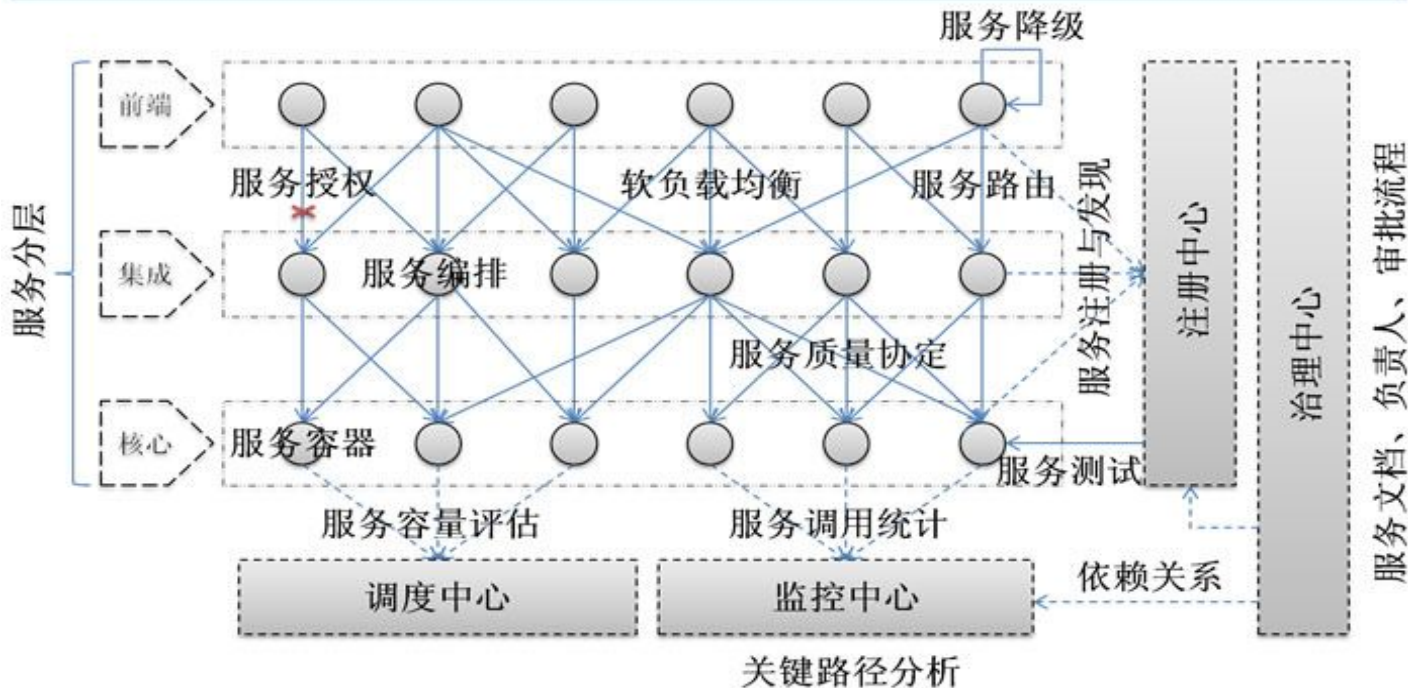 服务降级
前端
服务授权
软负载均衡
服务路由
服务分层
集成
服务编排
服务注册与发现
注册中心
治理中心
服务文档、负责人、审批流程
服务质量协定
核心
服务容器
服务测试
服务容量评估
服务调用统计
调度中心
监控中心
依赖关系
关键路径分析